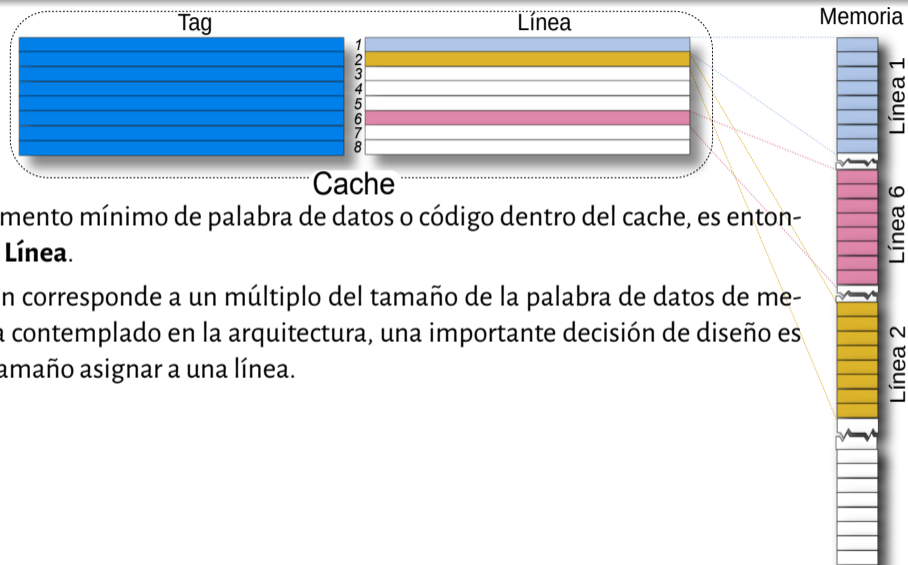 Tag
Línea
Memoria
1
2
3
4
5
6
7
8
Línea 1
Línea 6
Línea 2
Cache
mento mínimo de palabra de datos o código dentro del cache, es enton-
Línea.
n corresponde a un múltiplo del tamaño de la palabra de datos de me-
a contemplado en la arquitectura, una importante decisión de diseño es
amaño asignar a una línea.